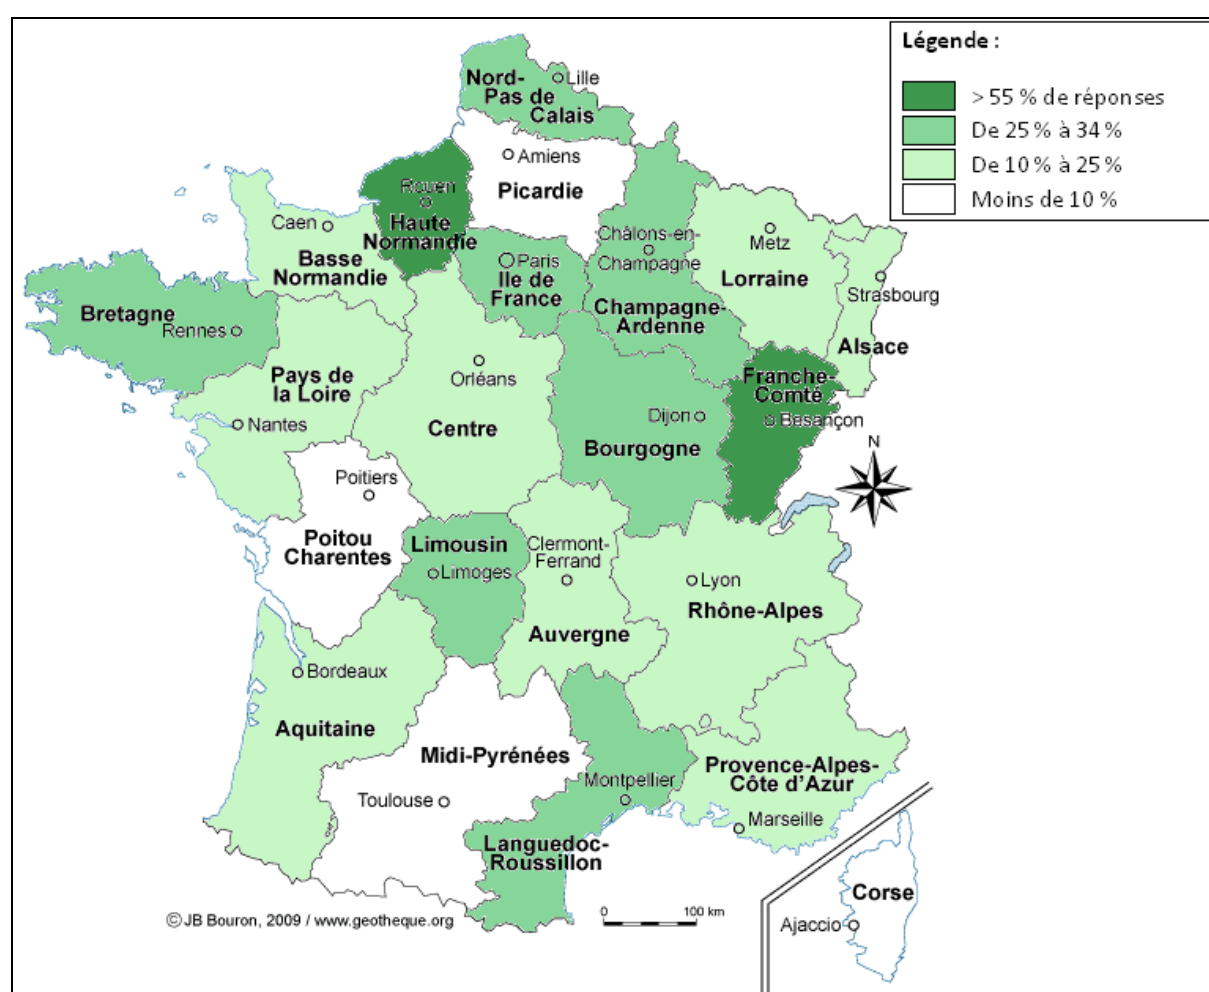 Légende :
> 55 % de réponses
De 25 % à 34 %
De 10 % à 25 %
Moins de 10 %
Nord-
Pas de
Calais
Lille
Amiens
Picardie
Rouen
Haute
Normandie
Caen
Basse
Normandie
Paris
Ile de
France
Châlons-en-
Champagne
Champagne-
Ardenne
Metz
Lorraine
Strasbourg
Alsace
Bretagne
Rennes
Pays de
la Loire
Nantes
Orléans
Centre
Dijon
Bourgogne
Franche-
Comté
Besançon
N
Poitiers
Poitou
Charentes
Limousin
Limoges
Clermont-
Ferrand
Auvergne
Lyon
Rhône-Alpes
Bordeaux
Aquitaine
Midi-Pyrénées
Toulouse
Montpellier
Languedoc-
Roussillon
Provence-Alpes-
Côte d'Azur
Marseille
Corse
Ajaccio
© JB Bouron, 2009 / www.geotheque.org
0 100 km